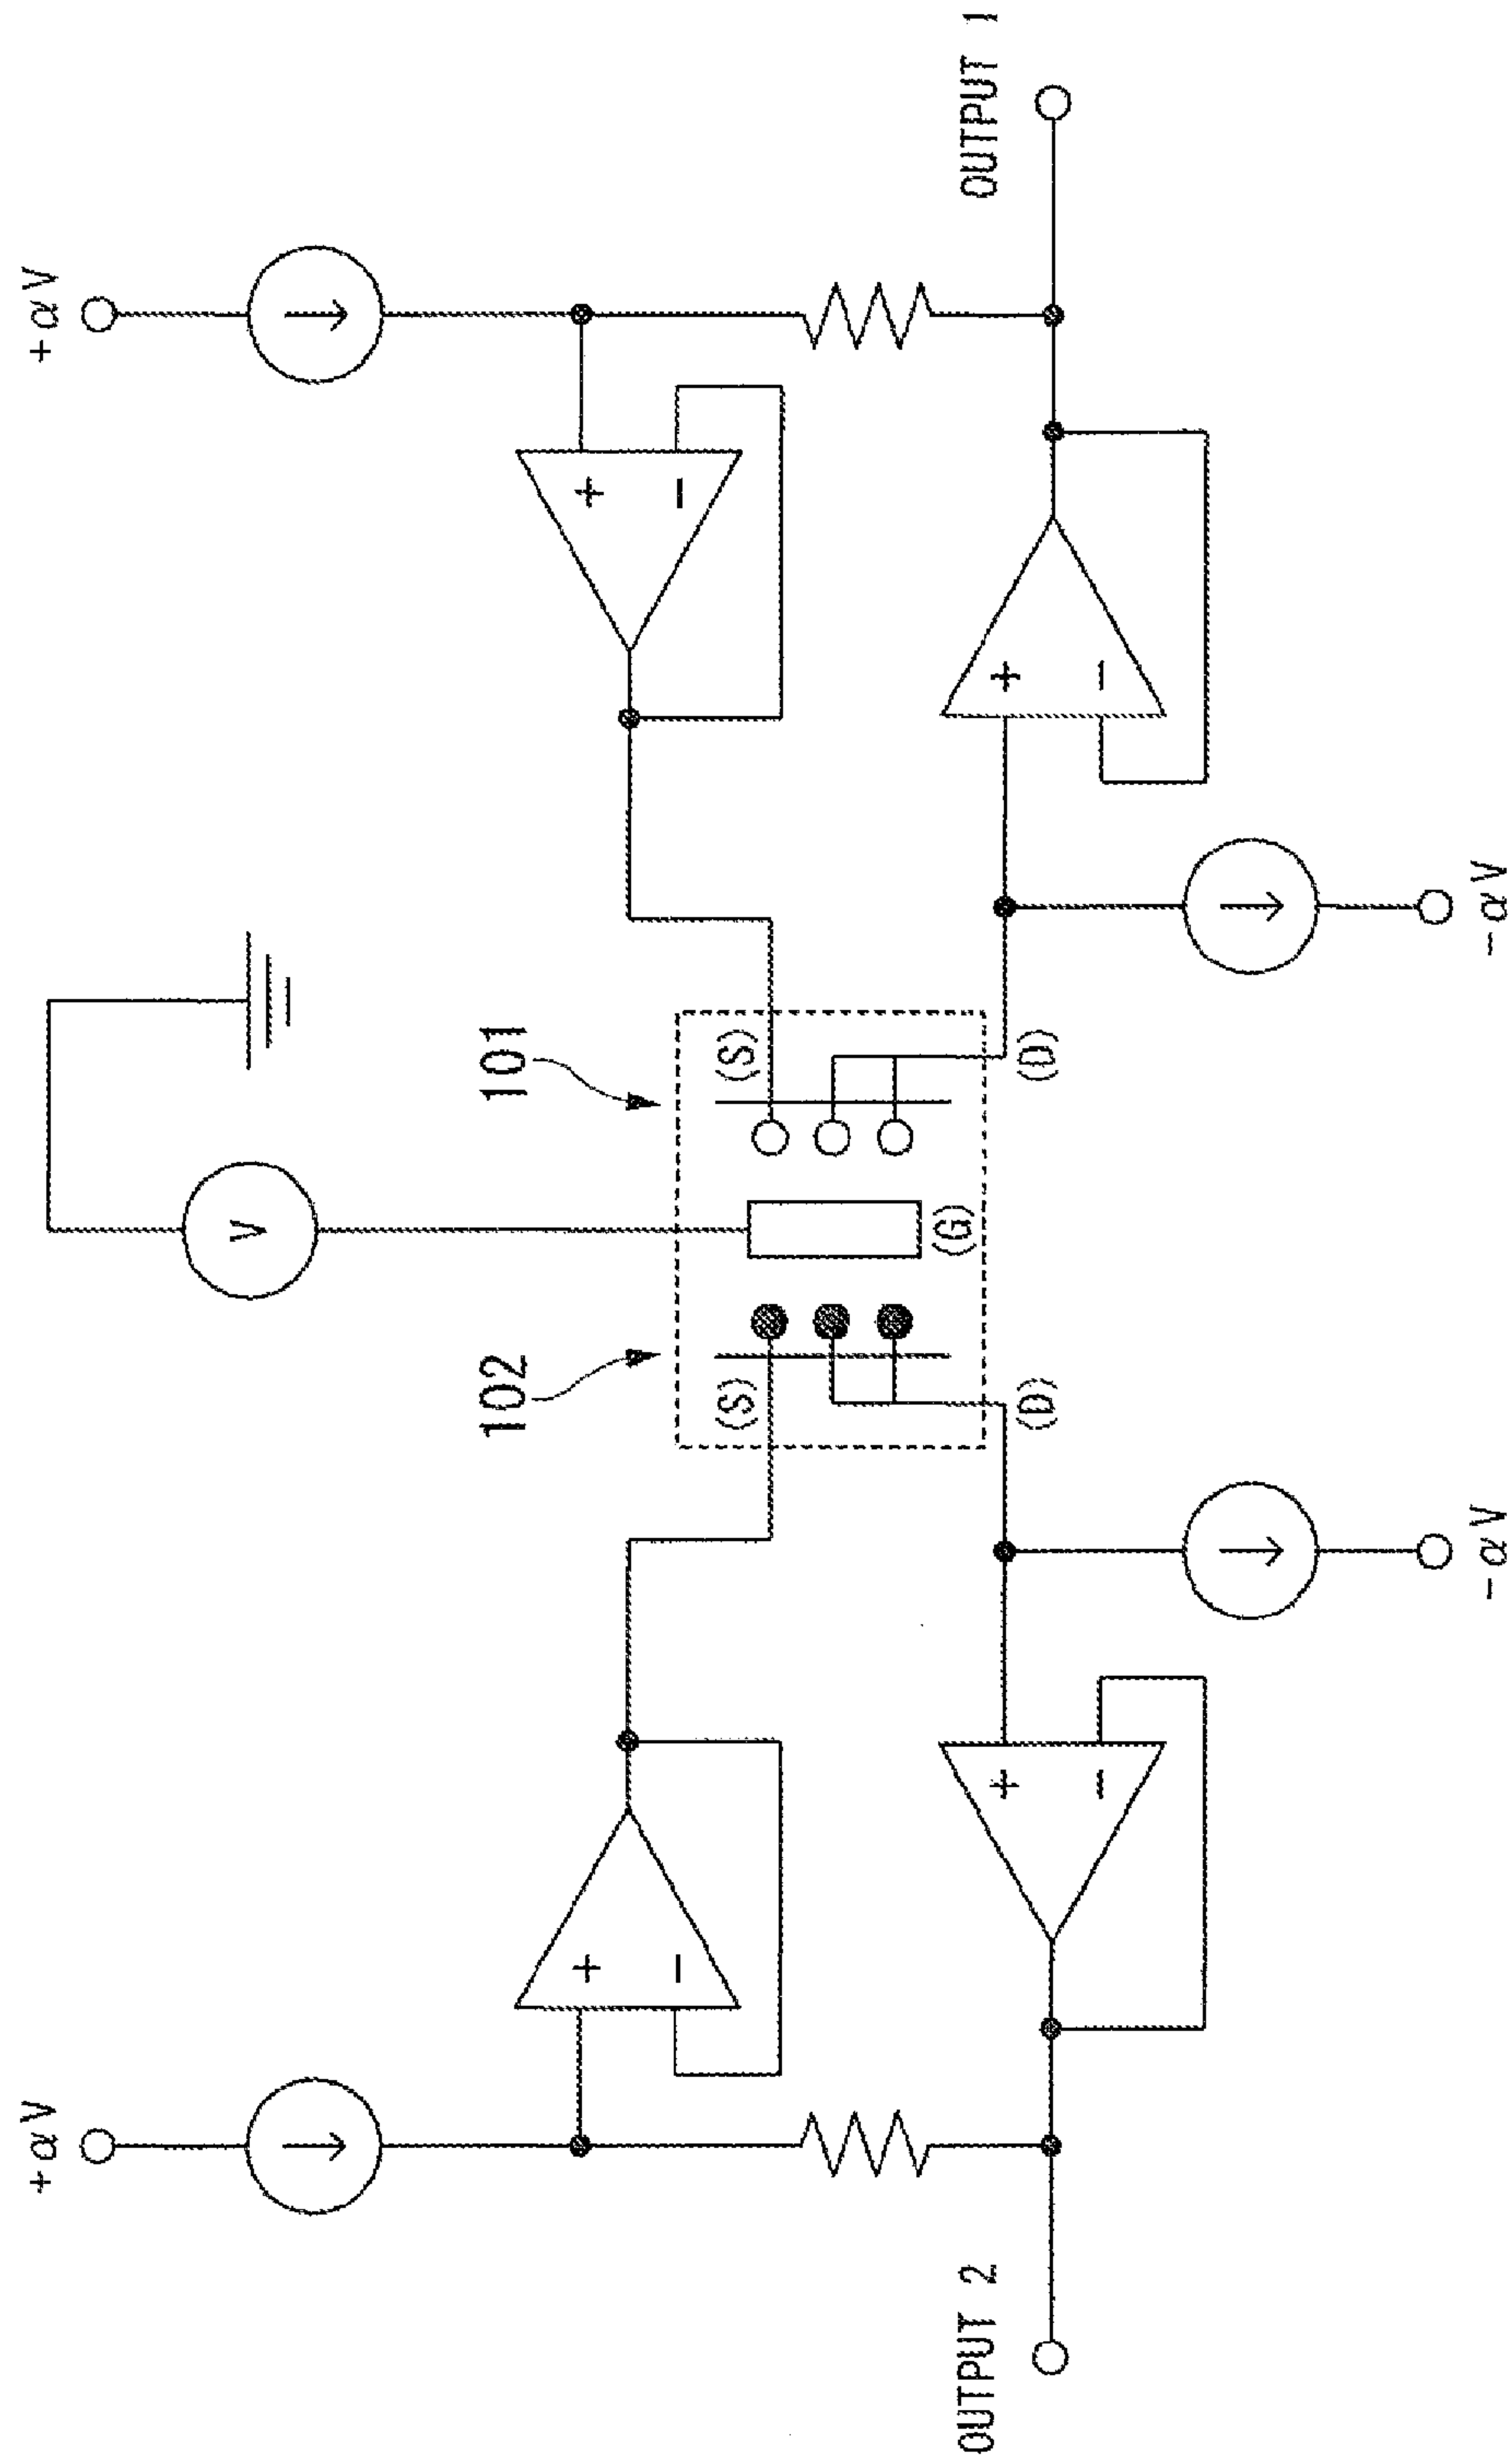 +αV
+αV
V
102
101
(S)
(S)
+
−
+
−
(G)
(D)
(D)
+
−
+
−
OUTPUT 2
OUTPUT 1
−αV
−αV